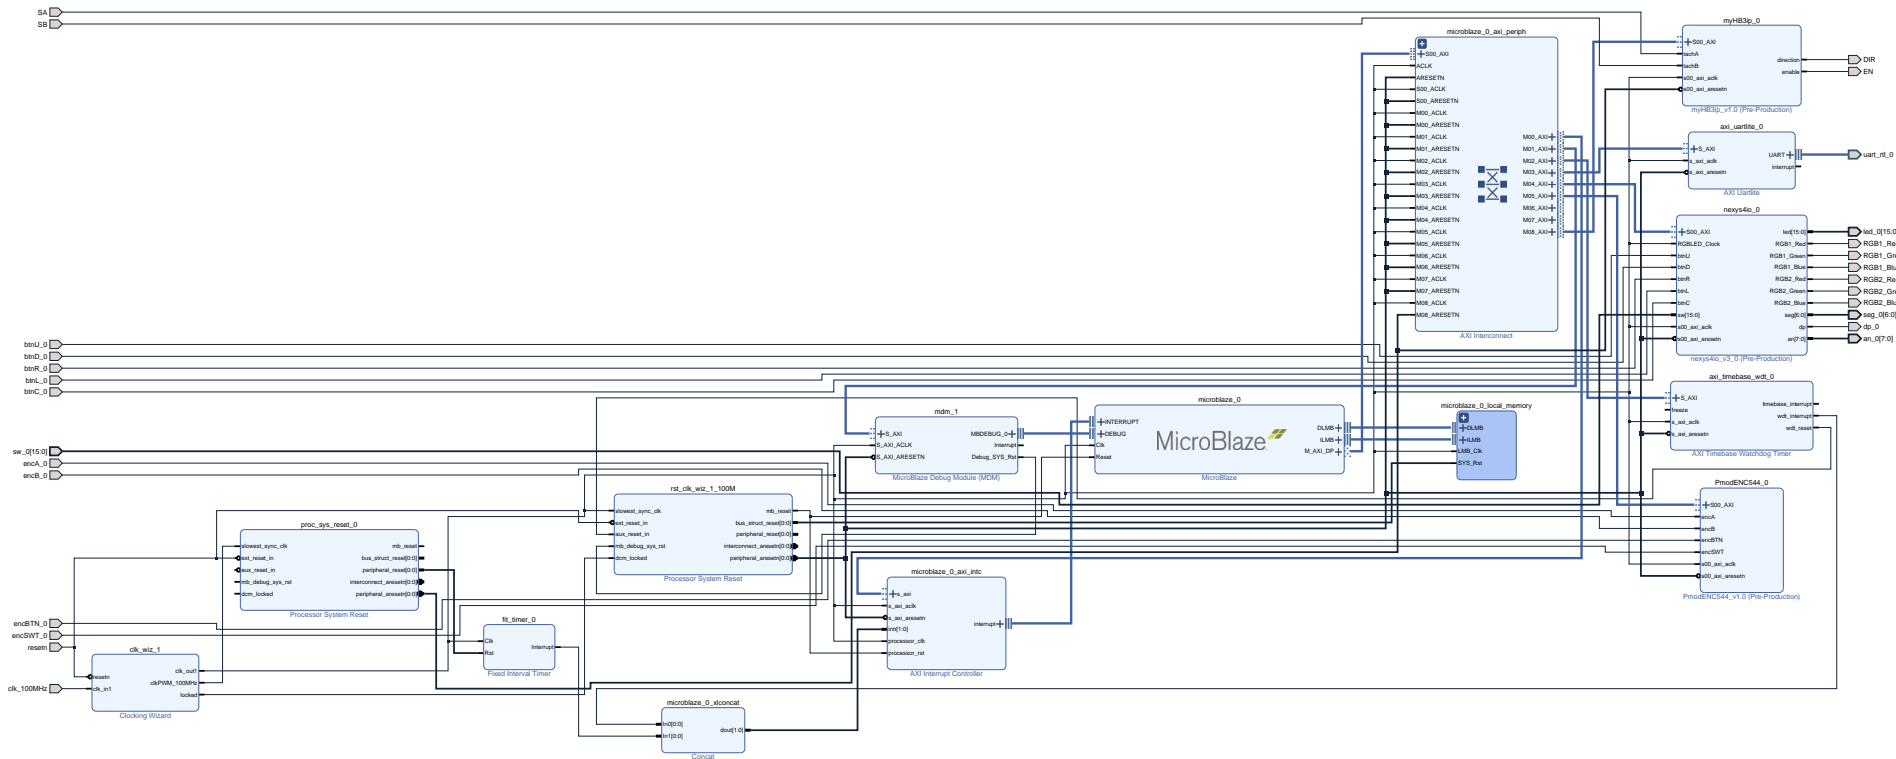 SA
SB
btnU_0
btnD_0
btnR_0
btnL_0
btnC_0
sw_0[15:0]
encA_0
encB_0
encBTN_0
encSWT_0
resetn
clk_100MHz
clk_wiz_1
resetn
clk_in1
clk_out1
clkPWM_100MHz
locked
Clocking Wizard
proc_sys_reset_0
slowest_sync_clk
ext_reset_in
aux_reset_in
mb_debug_sys_rst
dcm_locked
mb_reset
bus_struct_reset[0:0]
peripheral_reset[0:0]
interconnect_aresetn[0:0]
peripheral_aresetn[0:0]
Processor System Reset
fit_timer_0
Clk
Rst
Interrupt
Fixed Interval Timer
rst_clk_wiz_1_100M
slowest_sync_clk
ext_reset_in
aux_reset_in
mb_debug_sys_rst
dcm_locked
mb_reset
bus_struct_reset[0:0]
peripheral_reset[0:0]
interconnect_aresetn[0:0]
peripheral_aresetn[0:0]
Processor System Reset
microblaze_0_xlconcat
In0[0:0]
In1[0:0]
dout[1:0]
Concat
mdm_1
S_AXI
S_AXI_ACLK
S_AXI_ARESETN
MBDEBUG_0
Interrupt
Debug_SYS_Rst
MicroBlaze Debug Module (MDM)
microblaze_0_axi_intc
s_axi
s_axi_aclk
s_axi_aresetn
intr[1:0]
processor_clk
processor_rst
interrupt
AXI Interrupt Controller
microblaze_0
INTERRUPT
DEBUG
Clk
Reset
MicroBlaze
DLMB
ILMB
M_AXI_DP
MicroBlaze
microblaze_0_local_memory
DLMB
ILMB
LMB_Clk
SYS_Rst
microblaze_0_axi_periph
S00_AXI
ACLK
ARESETN
S00_ACLK
S00_ARESETN
M00_ACLK
M00_ARESETN
M01_ACLK
M01_ARESETN
M02_ACLK
M02_ARESETN
M03_ACLK
M03_ARESETN
M04_ACLK
M04_ARESETN
M05_ACLK
M05_ARESETN
M06_ACLK
M06_ARESETN
M07_ACLK
M07_ARESETN
M08_ACLK
M08_ARESETN
M00_AXI
M01_AXI
M02_AXI
M03_AXI
M04_AXI
M05_AXI
M06_AXI
M07_AXI
M08_AXI
AXI Interconnect
myHB3ip_0
S00_AXI
tachA
tachB
s00_axi_aclk
s00_axi_aresetn
direction
enable
myHB3ip_v1.0 (Pre-Production)
axi_uartlite_0
S_AXI
s_axi_aclk
s_axi_aresetn
UART
interrupt
AXI Uartlite
nexys4io_0
S00_AXI
RGBLED_Clock
btnU
btnD
btnR
btnL
btnC
sw[15:0]
s00_axi_aclk
s00_axi_aresetn
led[15:0]
RGB1_Red
RGB1_Green
RGB1_Blue
RGB2_Red
RGB2_Green
RGB2_Blue
seg[6:0]
dp
an[7:0]
nexys4io_v3_0 (Pre-Production)
axi_timebase_wdt_0
S_AXI
freeze
s_axi_aclk
s_axi_aresetn
timebase_interrupt
wdt_interrupt
wdt_reset
AXI Timebase Watchdog Timer
PmodENC544_0
S00_AXI
encA
encB
encBTN
encSWT
s00_axi_aclk
s00_axi_aresetn
PmodENC544_v1.0 (Pre-Production)
DIR
EN
uart_rtl_0
led_0[15:0
RGB1_Re
RGB1_Gr
RGB1_Blu
RGB2_Re
RGB2_Gr
RGB2_Blu
seg_0[6:0]
dp_0
an_0[7:0]